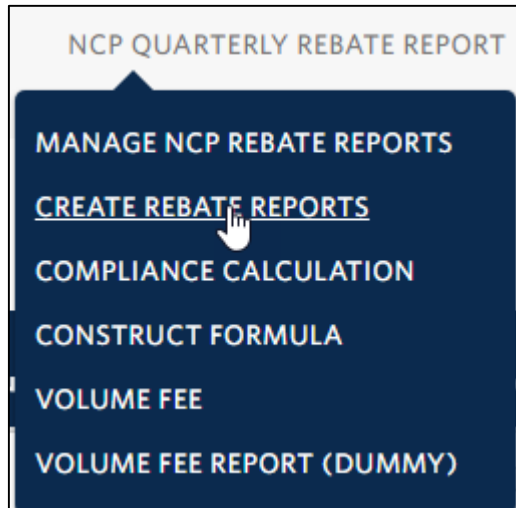 NCP QUARTERLY REBATE REPORT
MANAGE NCP REBATE REPORTS
CREATE REBATE REPORTS
COMPLIANCE CALCULATION
CONSTRUCT FORMULA
VOLUME FEE
VOLUME FEE REPORT (DUMMY)